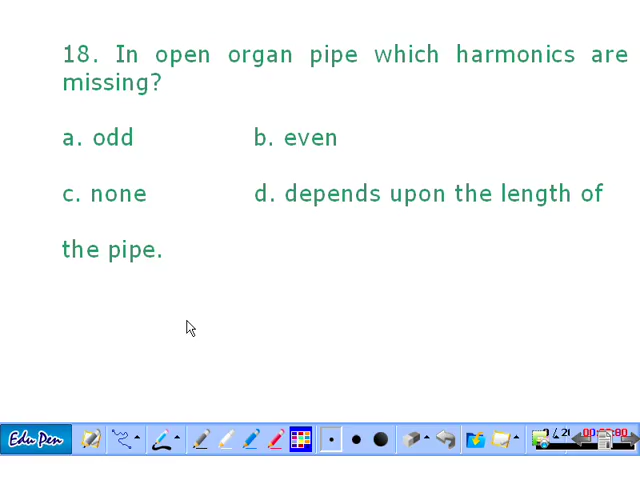 18. In open organ pipe which harmonics are
missing?
a. odd b. even
c. none d. depends upon the length of
the pipe.
Edu Pen